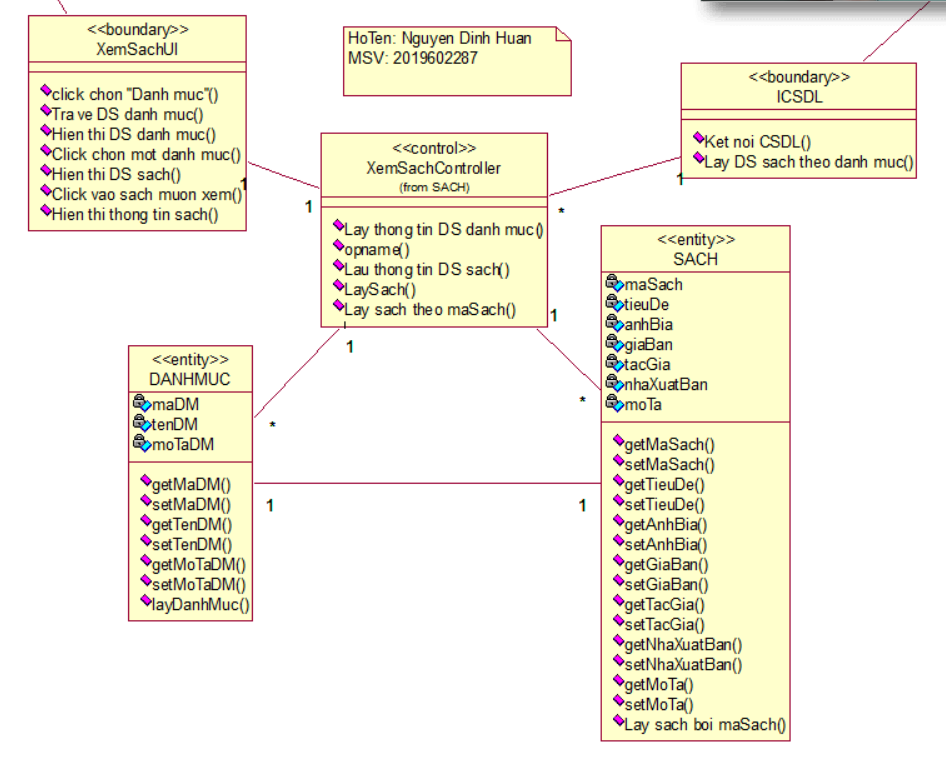 <<boundary>>
XemSachUI
click chon "Danh muc"()
Tra ve DS danh muc()
Hien thi DS danh muc()
Click chon mot danh muc()
Hien thi DS sach()
Click vao sach muon xem()
Hien thi thong tin sach()
1
HoTen: Nguyen Dinh Huan
MSV: 2019602287
<<boundary>>
ICSDL
Ket noi CSDL()
Lay DS sach theo danh muc()
1
*
<<control>>
XemSachController
(from SACH)
1
Lay thong tin DS danh muc()
opname()
Lau thong tin DS sach()
LaySach()
Lay sach theo maSach()
1
1
<<entity>>
DANHMUC
maDM
tenDM
moTaDM
getMaDM()
setMaDM()
getTenDM()
setTenDM()
getMoTaDM()
setMoTaDM()
layDanhMuc()
*
1
*
1
<<entity>>
SACH
maSach
tieuDe
anhBia
giaBan
tacGia
nhaXuatBan
moTa
getMaSach()
setMaSach()
getTieuDe()
setTieuDe()
getAnhBia()
setAnhBia()
getGiaBan()
setGiaBan()
getTacGia()
setTacGia()
getNhaXuatBan()
setNhaXuatBan()
getMoTa()
setMoTa()
Lay sach boi maSach()